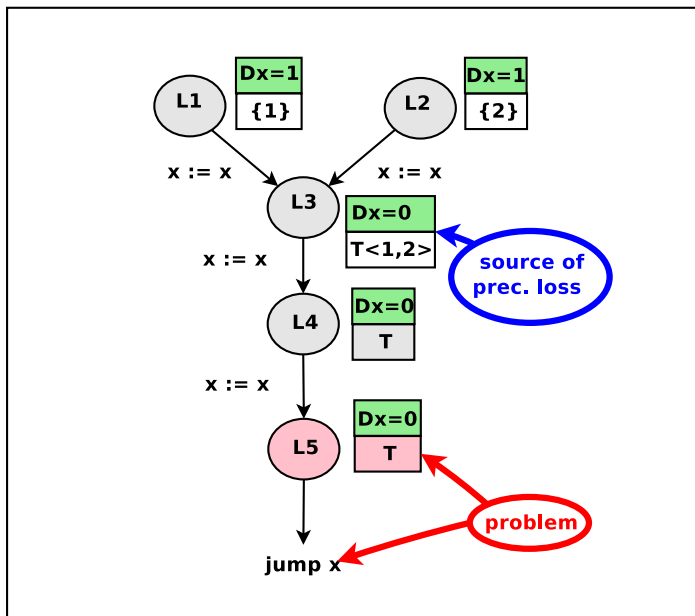 Dx=1
L1
{1}
Dx=1
L2
{2}
x := x
x := x
L3
Dx=0
T<1,2>
source of
prec. loss
x := x
L4
Dx=0
T
x := x
L5
Dx=0
T
problem
jump x